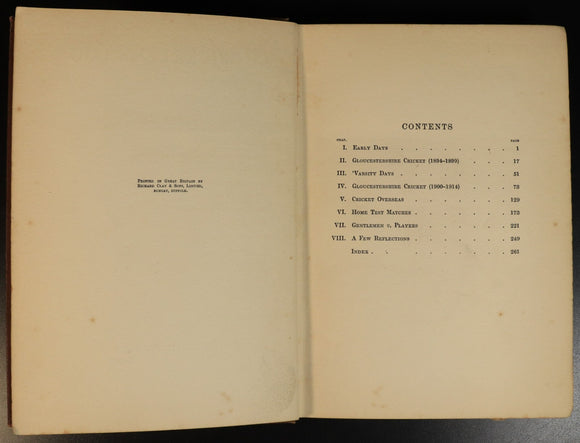 Printed in Great Britain by
Richard Clay & Sons, Limited,
bungay, suffolk.
CONTENTS
CHAP. PAGE
I. Early Days . . . . . . . . 1
II. Gloucestershire Cricket (1894–1899) . . . . 17
III. 'Varsity Days . . . . . . . 51
IV. Gloucestershire Cricket (1900–1914) . . . . 73
V. Cricket Overseas . . . . . . . 129
VI. Home Test Matches . . . . . . 173
VII. Gentlemen v. Players . . . . . . 221
VIII. A Few Reflections . . . . . . 249
Index . . . . . . . . . 261